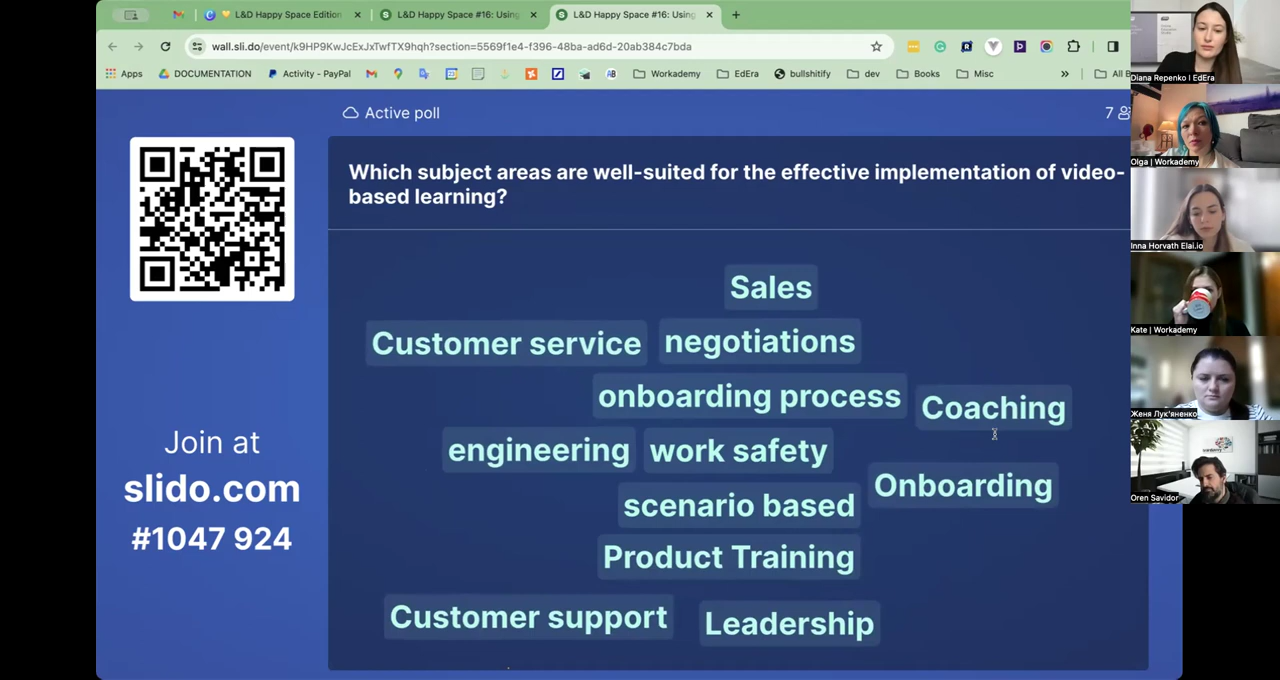 L&D Happy Space Edition
L&D Happy Space #16: Using
L&D Happy Space #16: Using
wall.sli.do/event/k9HP9KwJcExJxTwfTX9hqh?section=5569f1e4-f396-48ba-ad6d-20ab384c7bda
Apps
DOCUMENTATION
Activity - PayPal
Workademy
EdEra
bullshitify
dev
Books
Misc
»
All B
Active poll
7
Which subject areas are well-suited for the effective implementation of video-
based learning?
Sales
Customer service
negotiations
onboarding process
Coaching
engineering
work safety
Onboarding
scenario based
Product Training
Customer support
Leadership
Join at
slido.com
#1047 924
Diana Repenko I EdEra
Olga | Workademy
Inna Horvath Elai.io
Kate | Workademy
Женя Лук'яненко
Oren Savidor